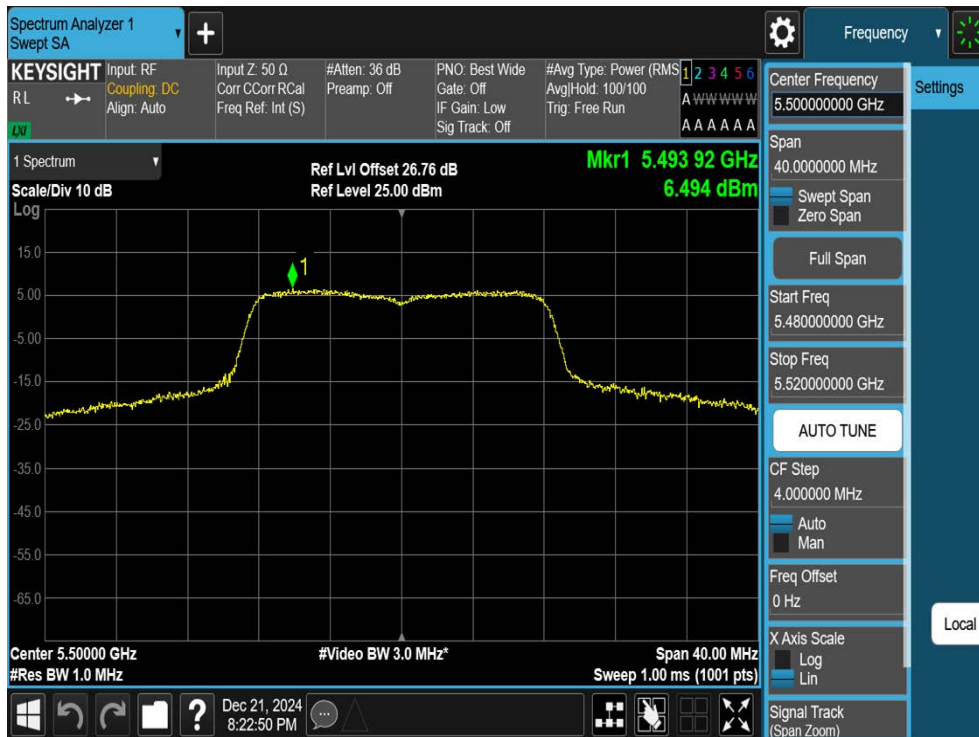 Spectrum Analyzer 1
Swept SA
Frequency
KEYSIGHT
R L
LXI
Input: RF
Coupling: DC
Align: Auto
Input Z: 50 Ω
Corr CCorr RCal
Freq Ref: Int (S)
#Atten: 36 dB
Preamp: Off
PNO: Best Wide
Gate: Off
IF Gain: Low
Sig Track: Off
#Avg Type: Power (RMS
Avg|Hold: 100/100
Trig: Free Run
1 2 3 4 5 6
A W W W W W
A A A A A A
1 Spectrum
Scale/Div 10 dB
Log
Ref Lvl Offset 26.76 dB
Ref Level 25.00 dBm
Mkr1 5.493 92 GHz
6.494 dBm
1
15.0
5.00
-5.00
-15.0
-25.0
-35.0
-45.0
-55.0
-65.0
Center 5.50000 GHz
#Res BW 1.0 MHz
#Video BW 3.0 MHz*
Span 40.00 MHz
Sweep 1.00 ms (1001 pts)
Dec 21, 2024
8:22:50 PM
Center Frequency
5.500000000 GHz
Span
40.0000000 MHz
Swept Span
Zero Span
Full Span
Start Freq
5.480000000 GHz
Stop Freq
5.520000000 GHz
AUTO TUNE
CF Step
4.000000 MHz
Auto
Man
Freq Offset
0 Hz
X Axis Scale
Log
Lin
Signal Track
(Span Zoom)
Settings
Local